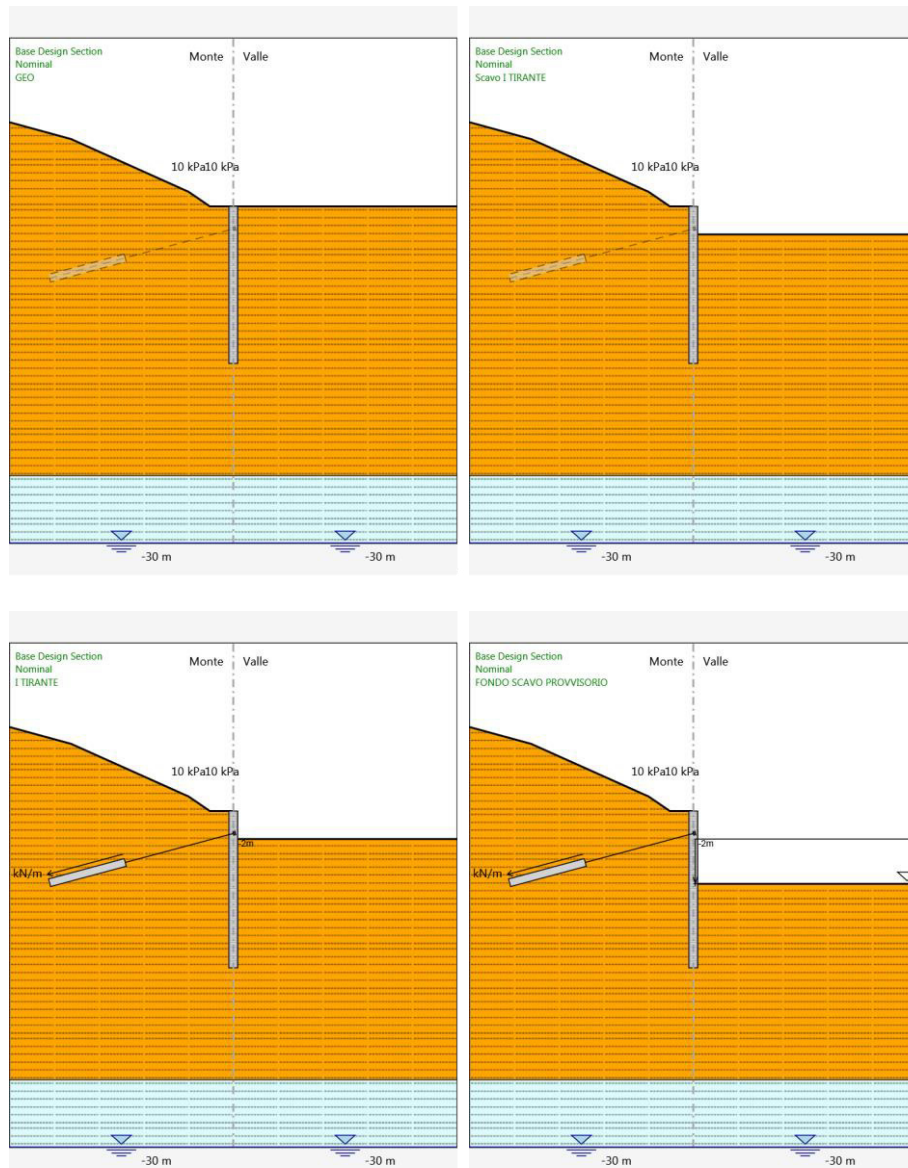 Base Design Section
Nominal
GEO
Monte Valle
10 kPa10 kPa
-30 m -30 m
Base Design Section
Nominal
Scavo I TIRANTE
Monte Valle
10 kPa10 kPa
-30 m -30 m
Base Design Section
Nominal
I TIRANTE
Monte Valle
10 kPa10 kPa
-2m
kN/m
-30 m -30 m
Base Design Section
Nominal
FONDO SCAVO PROVVISORIO
Monte Valle
10 kPa10 kPa
-2m
kN/m
-30 m -30 m